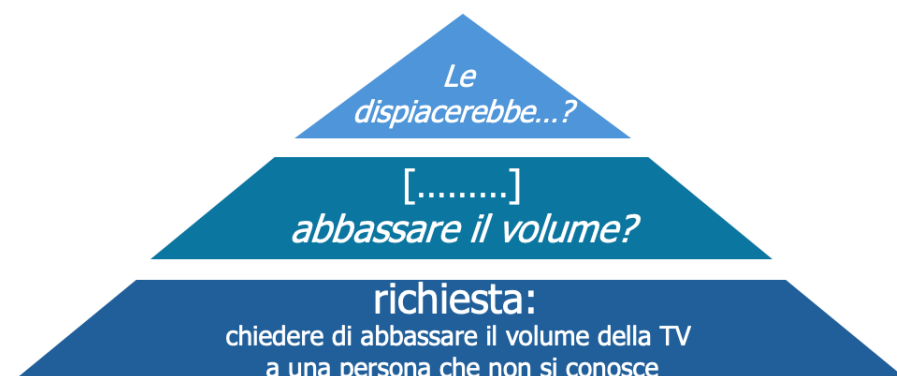 Le
dispiacerebbe...?
[.........]
abbassare il volume?
richiesta:
chiedere di abbassare il volume della TV
a una persona che non si conosce